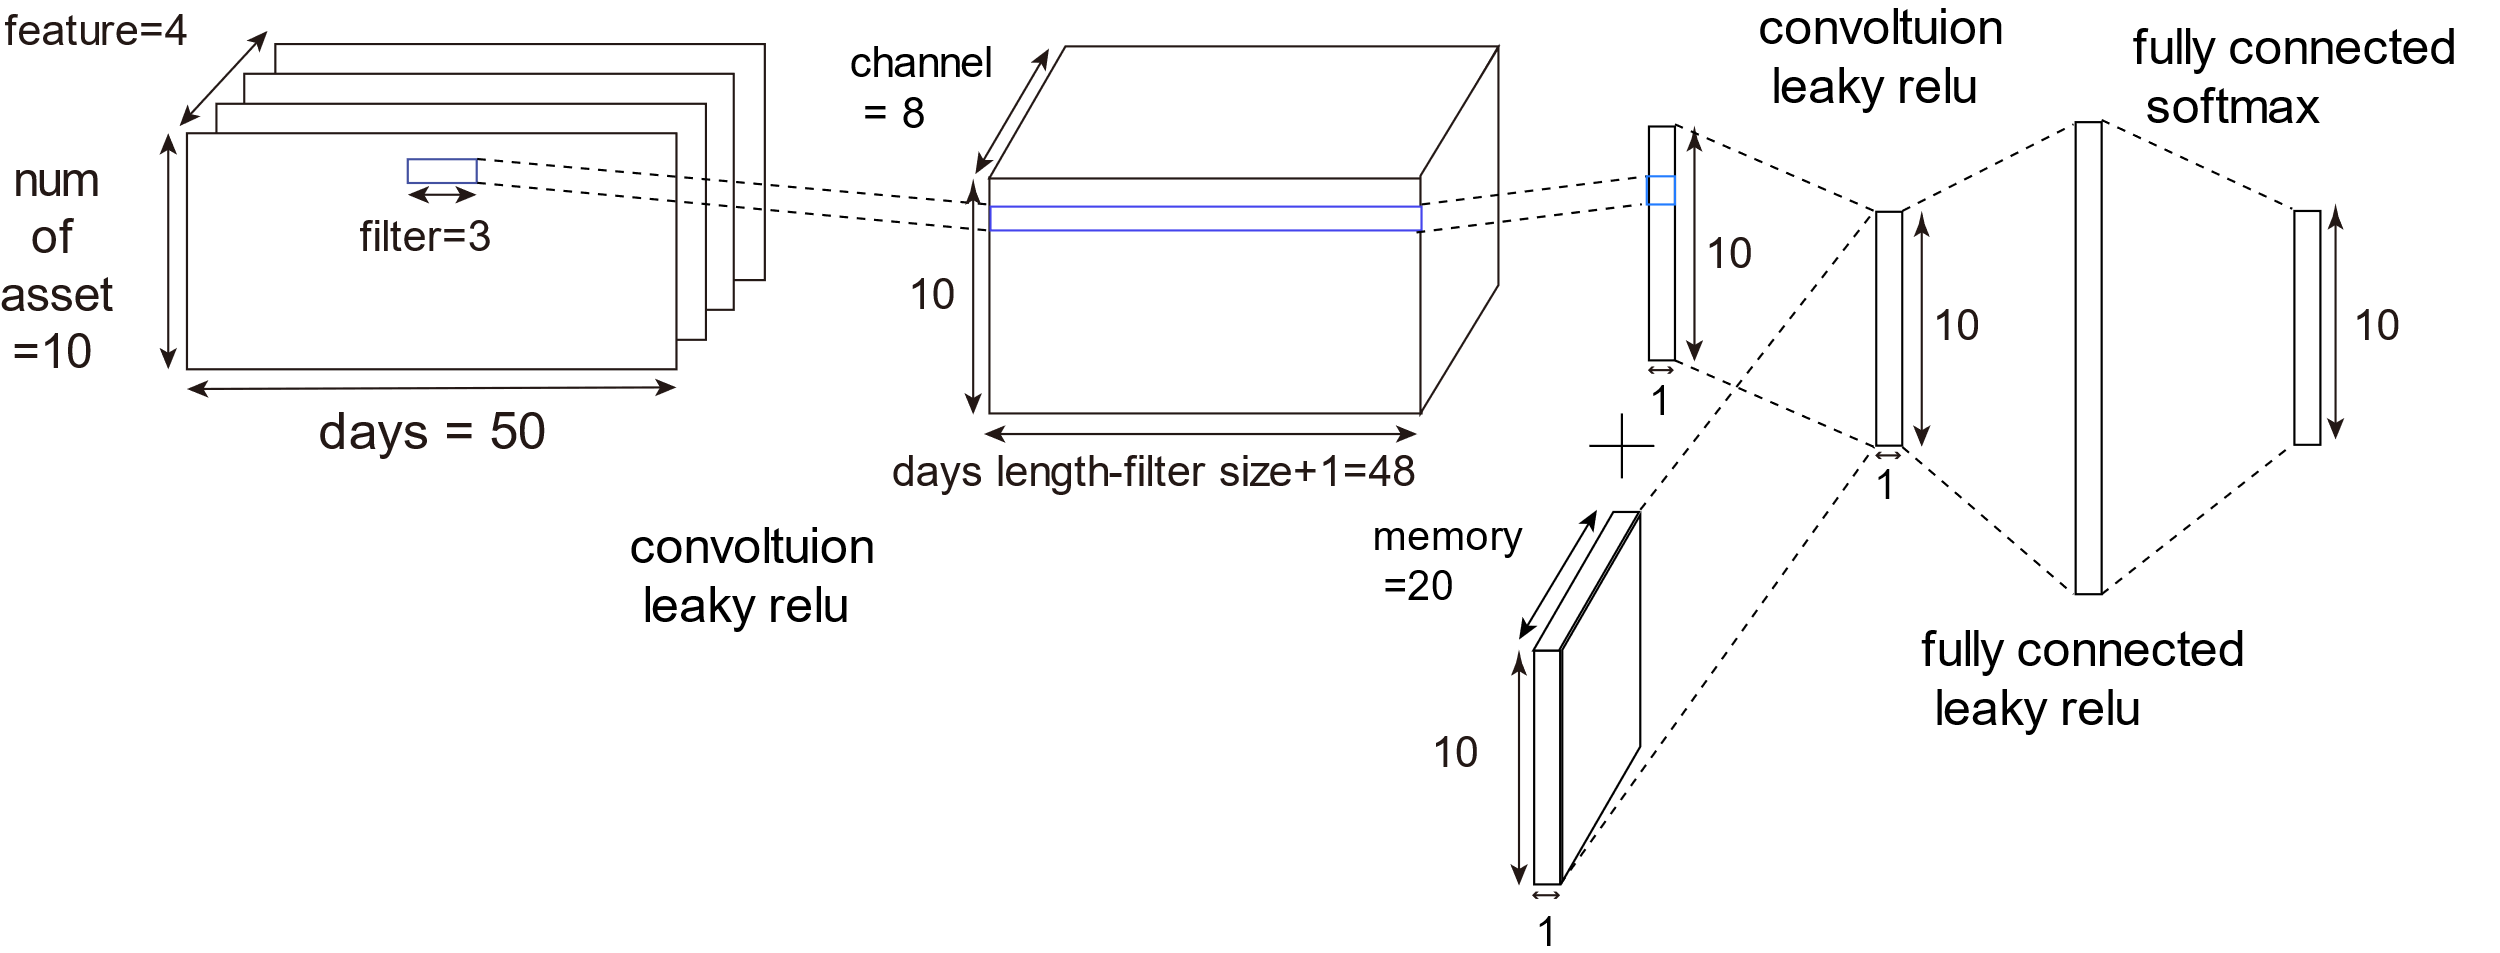 feature=4
num
of
asset
=10
filter=3
days = 50
channel
= 8
10
days length-filter size+1=48
convoltuion
leaky relu
10
1
memory
=20
10
1
convoltuion
leaky relu
10
1
fully connected
leaky relu
fully connected
softmax
10